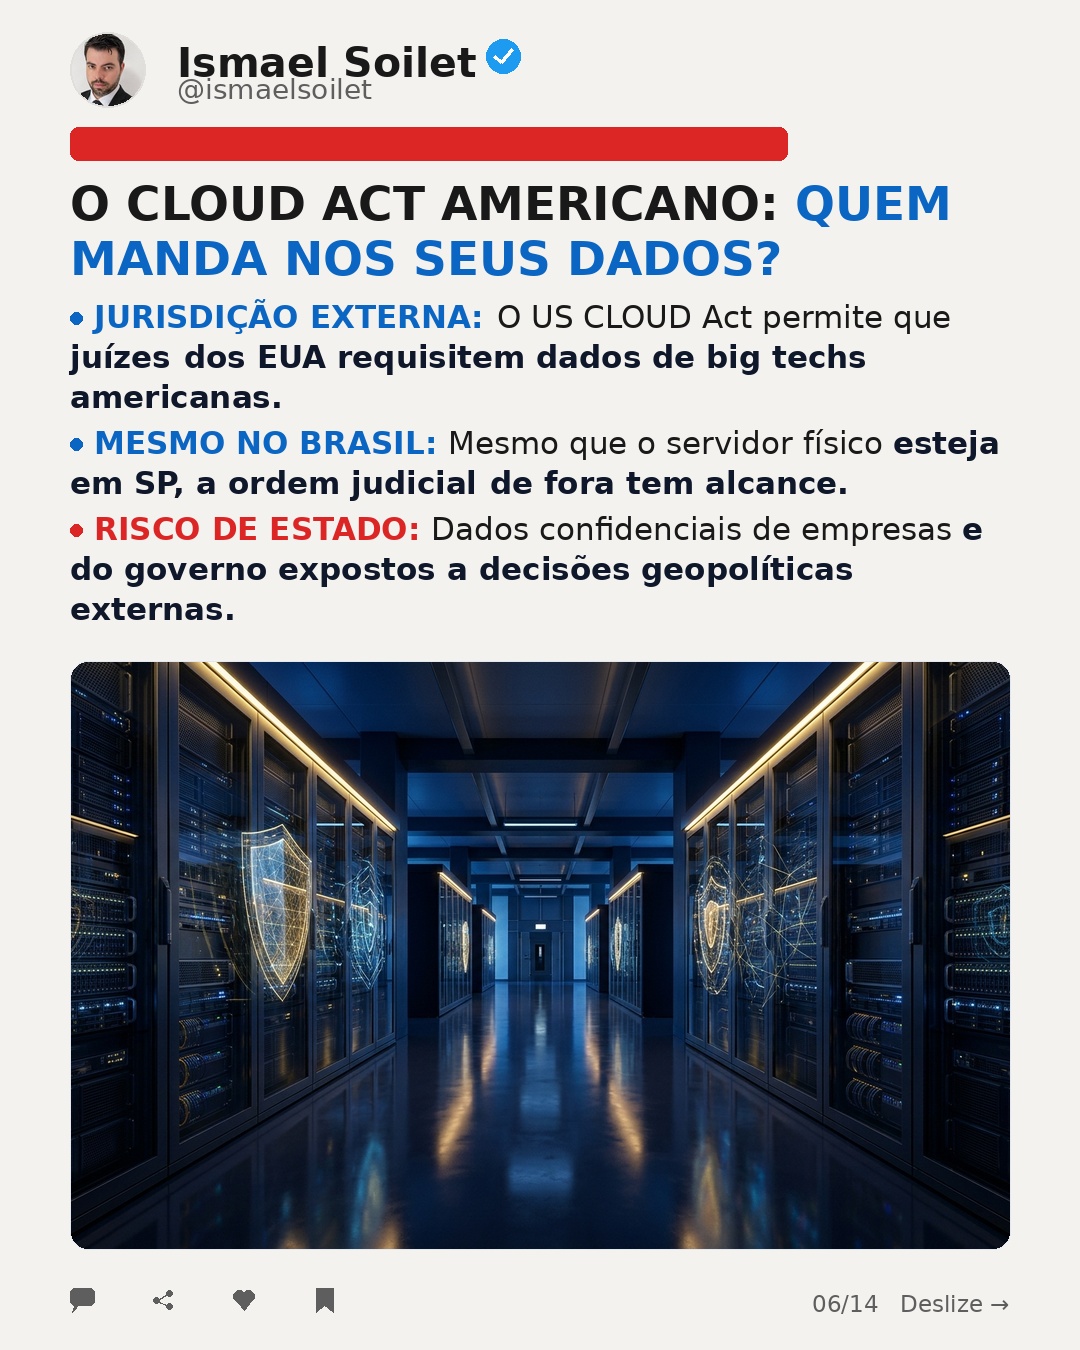 Ismael Soilet
@ismaelsoilet
O CLOUD ACT AMERICANO: QUEM
MANDA NOS SEUS DADOS?
• JURISDIÇÃO EXTERNA: O US CLOUD Act permite que
juízes dos EUA requisitem dados de big techs
americanas.
• MESMO NO BRASIL: Mesmo que o servidor físico esteja
em SP, a ordem judicial de fora tem alcance.
• RISCO DE ESTADO: Dados confidenciais de empresas e
do governo expostos a decisões geopolíticas
externas.
06/14 Deslize →